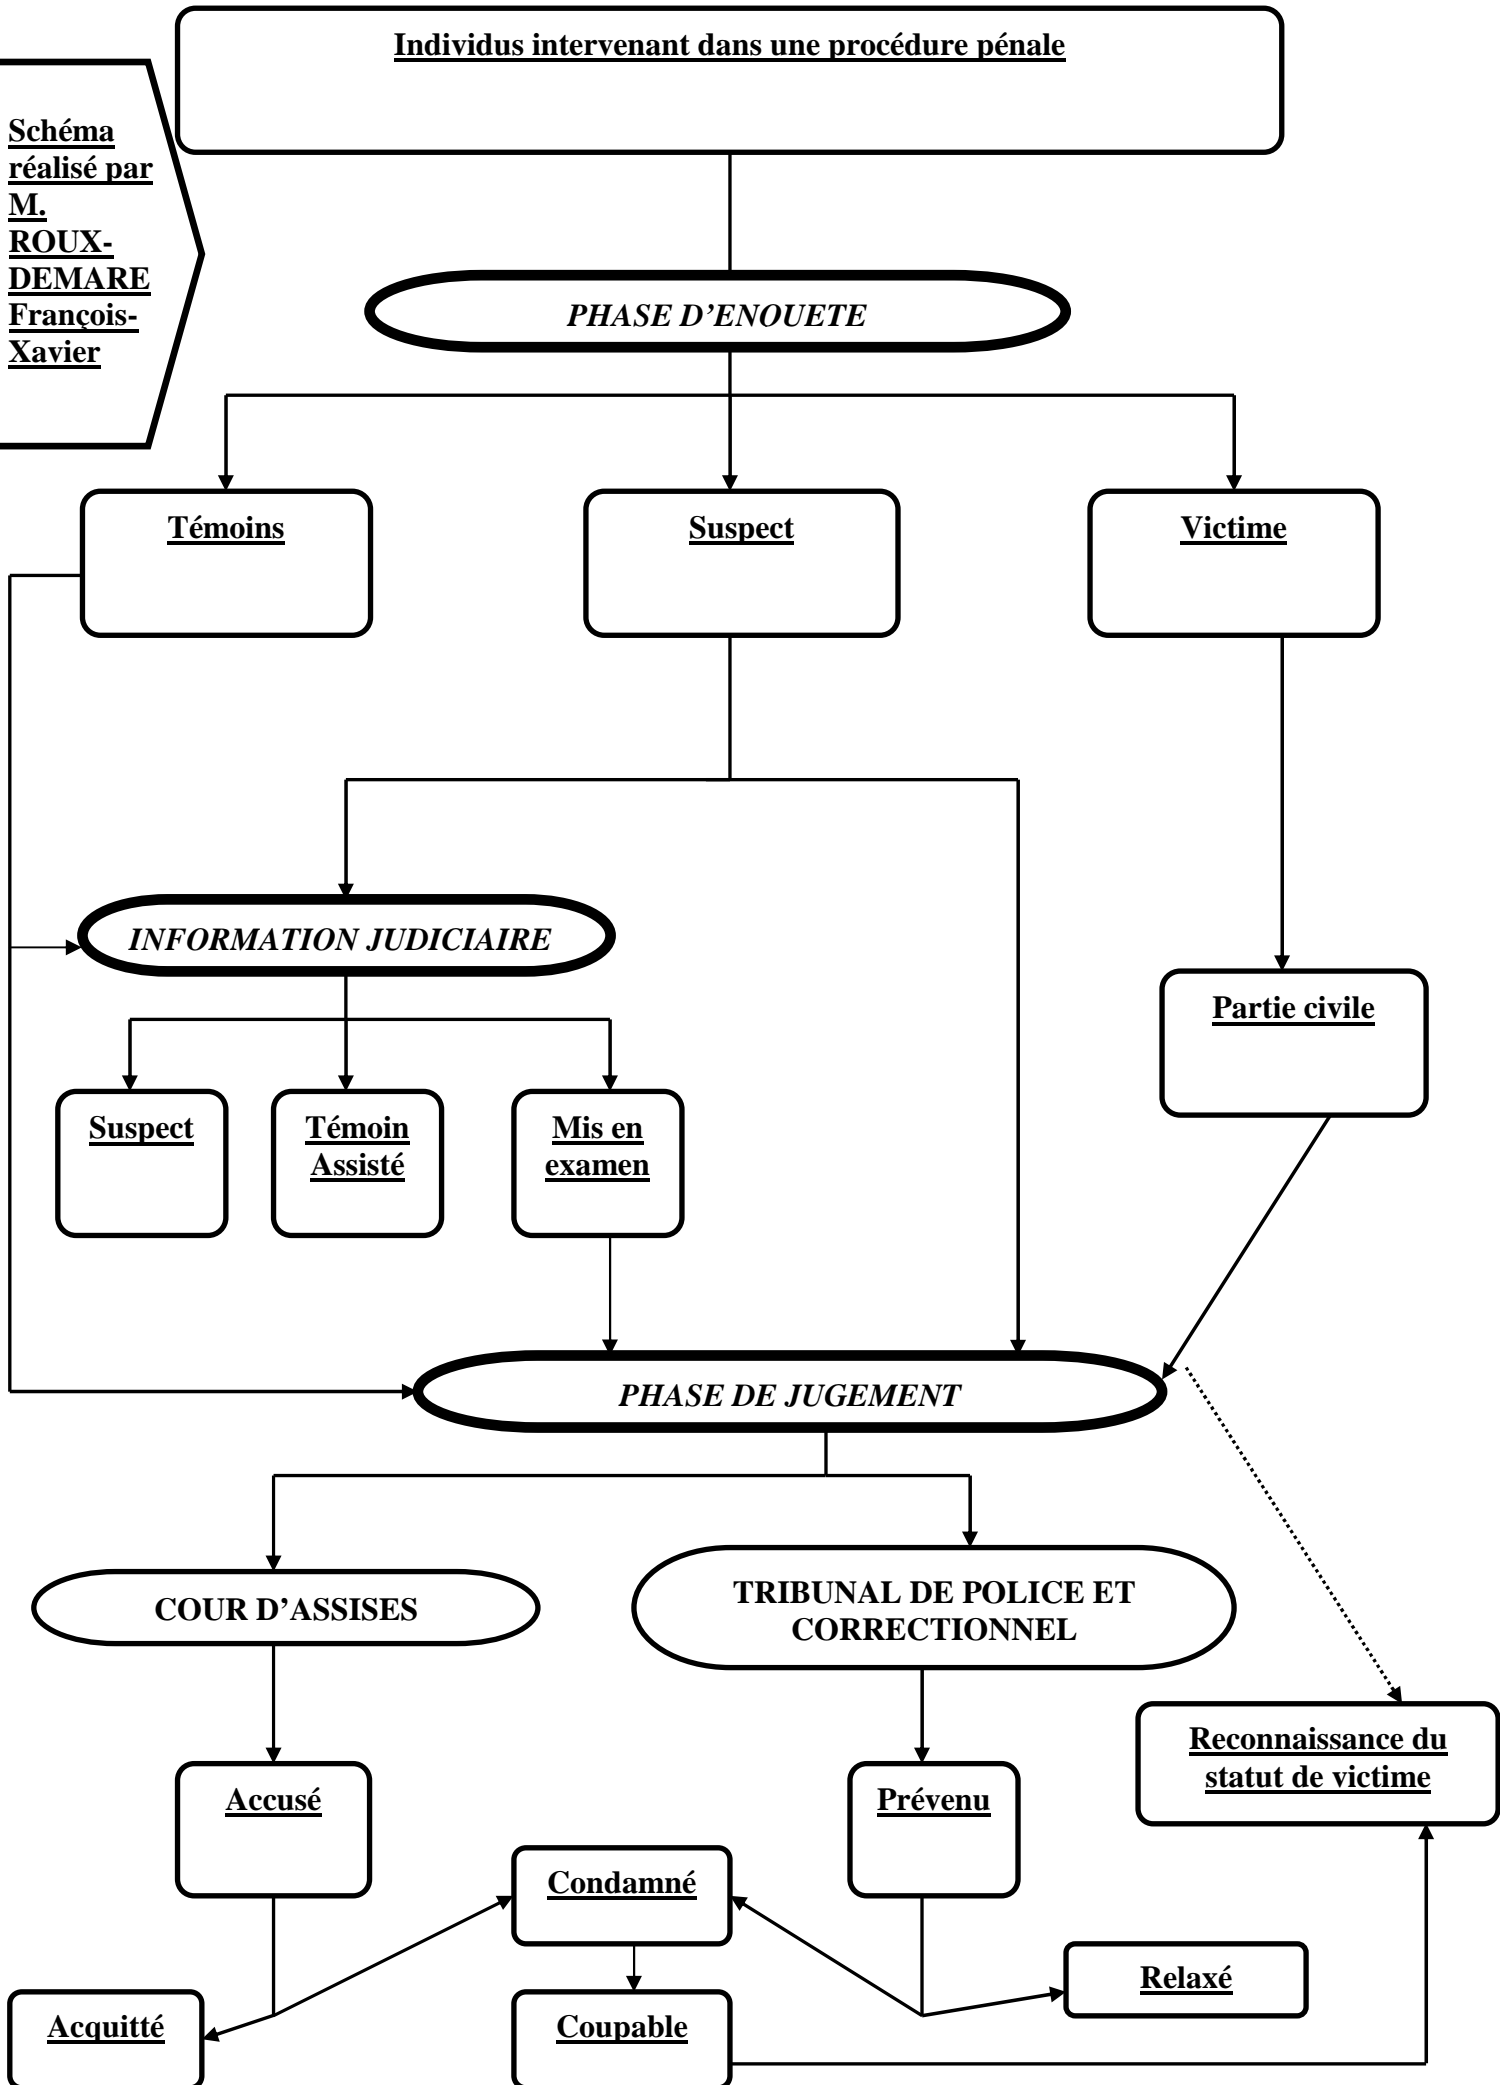 Individus intervenant dans une procédure pénale
Schéma
réalisé par
M.
ROUX-
DEMARE
François-
Xavier
PHASE D’ENQUETE
Témoins
Suspect
Victime
INFORMATION JUDICIAIRE
Partie civile
Suspect
Témoin
Assisté
Mis en
examen
PHASE DE JUGEMENT
COUR D’ASSISES
TRIBUNAL DE POLICE ET
CORRECTIONNEL
Reconnaissance du
statut de victime
Accusé
Prévenu
Condamné
Relaxé
Acquitté
Coupable